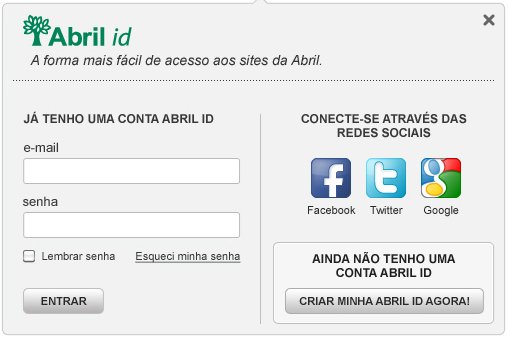 Abril id
A forma mais fácil de acesso aos sites da Abril.
JÁ TENHO UMA CONTA ABRIL ID
e-mail
senha
Lembrar senha
Esqueci minha senha
ENTRAR
CONECTE-SE ATRAVÉS DAS
REDES SOCIAIS
Facebook
Twitter
Google
AINDA NÃO TENHO UMA
CONTA ABRIL ID
CRIAR MINHA ABRIL ID AGORA!